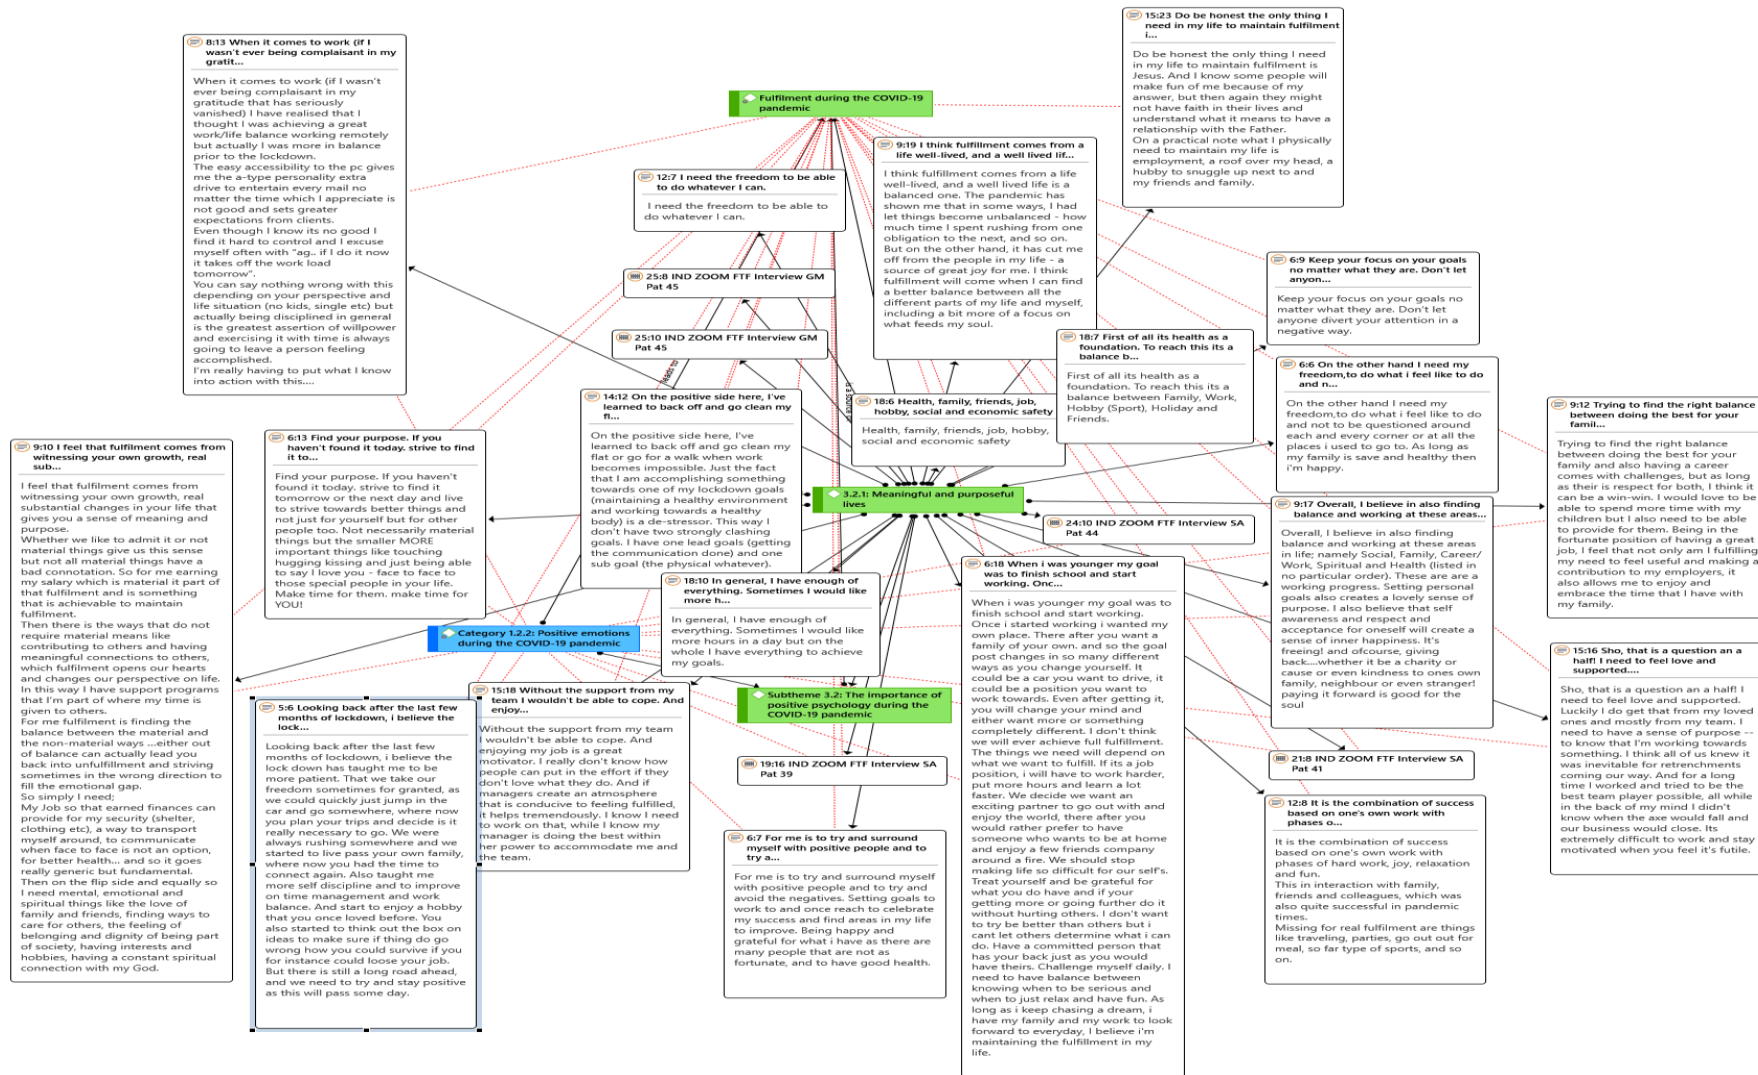 15:23 Do be honest the only thing I
need in my life to maintain fulfilment
i...
Do be honest the only thing I need
in my life to maintain fulfilment is
Jesus. And I know some people will
make fun of me because of my
answer, but then again they might
not have faith in their lives and
understand what it means to have a
relationship with the Father.
On a practical note what I physically
need to maintain my life is
employment, a roof over my head, a
hubby to snuggle up next to and
my friends and family.
8:13 When it comes to work (if I
wasn't ever being complaisant in my
gratit...
When it comes to work (if I wasn't
ever being complaisant in my
gratitude that has seriously
vanished) I have realised that I
thought I was achieving a great
work/life balance working remotely
but actually I was more in balance
prior to the lockdown.
The easy accessibility to the pc gives
me the a-type personality extra
drive to entertain every mail no
matter the time which I appreciate is
not good and sets greater
expectations from clients.
Even though I know its no good I
find it hard to control and I excuse
myself often with "ag.. if I do it now
it takes off the work load
tomorrow".
You can say nothing wrong with this
depending on your perspective and
life situation (no kids, single etc) but
actually being disciplined in general
is the greatest assertion of willpower
and exercising it with time is always
going to leave a person feeling
accomplished.
I'm really having to put what I know
into action with this....
Fulfilment during the COVID-19
pandemic
9:19 I think fulfilment comes from a
life well-lived, and a well lived lif...
I think fulfillment comes from a life
well-lived, and a well lived life is a
balanced one. The pandemic has
shown me that in some ways, I had
let things become unbalanced - how
much time I spent rushing from one
obligation to the next, and so on.
But on the other hand, it has cut me
off from the people in my life - a
source of great joy for me. I think
fulfillment will come when I can find
a better balance between all the
different parts of my life and myself,
including a bit more of a focus on
what feeds my soul.
12:7 I need the freedom to be able
to do whatever I can.
I need the freedom to be able to
do whatever I can.
25:8 IND ZOOM FTF Interview GM
Pat 45
25:10 IND ZOOM FTF Interview GM
Pat 45
6:9 Keep your focus on your goals
no matter what they are. Don't let
anyon...
Keep your focus on your goals no
matter what they are. Don't let
anyone divert your attention in a
negative way.
18:7 First of all its health as a
foundation. To reach this its a
balance b...
First of all its health as a
foundation. To reach this its a
balance between Family, Work,
Hobby (Sport), Holiday and
Friends.
6:6 On the other hand I need my
freedom,to do what i feel like to do
and n...
On the other hand I need my
freedom,to do what i feel like to do
and not to be questioned around
each and every corner or at all the
places i used to go to. As long as
my family is save and healthy then
i'm happy.
14:12 On the positive side here, I've
learned to back off and go clean my
fl...
On the positive side here, I've
learned to back off and go clean my
flat or go for a walk when work
becomes impossible. Just the fact
that I am accomplishing something
towards one of my lockdown goals
(maintaining a healthy environment
and working towards a healthy
body) is a de-stressor. This way I
don't have two strongly clashing
goals. I have one lead goals (getting
the communication done) and one
sub goal (the physical whatever).
18:6 Health, family, friends, job,
hobby, social and economic safety
Health, family, friends, job, hobby,
social and economic safety
9:12 Trying to find the right balance
between doing the best for your
famil...
Trying to find the right balance
between doing the best for your
family and also having a career
comes with challenges, but as long
as their is respect for both, I think it
can be a win-win. I would love to be
able to spend more time with my
children but I also need to be able
to provide for them. Being in the
fortunate position of having a great
job, I feel that not only am I fulfilling
my need to feel useful and making a
contribution to my employers, it
also allows me to enjoy and
embrace the time that I have with
my family.
9:10 I feel that fulfilment comes from
witnessing your own growth, real
sub...
I feel that fulfilment comes from
witnessing your own growth, real
substantial changes in your life that
gives you a sense of meaning and
purpose.
Whether we like to admit it or not
material things give us this sense
but not all material things have a
bad connotation. So for me earning
my salary which is material it part of
that fulfilment and is something
that is achievable to maintain
fulfilment.
Then there is the ways that do not
require material means like
contributing to others and having
meaningful connections to others,
which fulfilment opens our hearts
and changes our perspective on life.
In this way I have support programs
that I'm part of where my time is
given to others.
For me fulfilment is finding the
balance between the material and
the non-material ways ...either out
of balance can actually lead you
back into unfulfillment and striving
sometimes in the wrong direction to
fill the emotional gap.
So simply I need;
My Job so that earned finances can
provide for my security (shelter,
clothing etc), a way to transport
myself around, to communicate
when face to face is not an option,
for better health... and so it goes
really generic but fundamental.
Then on the flip side and equally so
I need mental, emotional and
spiritual things like the love of
family and friends, finding ways to
care for others, the feeling of
belonging and dignity of being part
of society, having interests and
hobbies, having a constant spiritual
connection with my God.
6:13 Find your purpose. If you
haven't found it today. strive to find
it to...
Find your purpose. If you haven't
found it today. strive to find it
tomorrow or the next day and live
to strive towards better things and
not just for yourself but for other
people too. Not necessarily material
things but the smaller MORE
important things like touching
hugging kissing and just being able
to say I love you - face to face to
those special people in your life.
Make time for them. make time for
YOU!
3.2.1: Meaningful and purposeful
lives
24:10 IND ZOOM FTF Interview SA
Pat 44
9:17 Overall, I believe in also finding
balance and working at these areas...
Overall, I believe in also finding
balance and working at these areas
in life; namely Social, Family, Career/
Work, Spiritual and Health (listed in
no particular order). These are are a
working progress. Setting personal
goals also creates a lovely sense of
purpose. I also believe that self
awareness and respect and
acceptance for oneself will create a
sense of inner happiness. It's
freeing! and ofcourse, giving
back....whether it be a charity or
cause or even kindness to ones own
family, neighbour or even stranger!
paying it forward is good for the
soul
6:18 When i was younger my goal
was to finish school and start
working. Onc...
When i was younger my goal was to
finish school and start working.
Once i started working i wanted my
own place. There after you want a
family of your own. and so the goal
post changes in so many different
ways as you change yourself. It
could be a car you want to drive, it
could be a position you want to
work towards. Even after getting it,
you will change your mind and
either want more or something
completely different. I don't think
we will ever achieve full fulfillment.
The things we need will depend on
what we want to fulfill. If its a job
position, i will have to work harder,
put more hours and learn a lot
faster. We decide we want an
exciting partner to go out with and
enjoy the world, there after you
would rather prefer to have
someone who wants to be at home
and enjoy a few friends company
around a fire. We should stop
making life so difficult for our self's.
Treat yourself and be grateful for
what you do have and if your
getting more or going further do it
without hurting others. I don't want
to try be better than others but i
cant let others determine what i can
do. Have a committed person that
has your back just as you would
have theirs. Challenge myself daily. I
need to have balance between
knowing when to be serious and
when to just relax and have fun. As
long as i keep chasing a dream, i
have my family and my work to look
forward to everyday, I believe i'm
maintaining the fulfillment in my
life.
18:10 In general, I have enough of
everything. Sometimes I would like
more h...
In general, I have enough of
everything. Sometimes I would like
more hours in a day but on the
whole I have everything to achieve
my goals.
Category 1.2.2: Positive emotions
during the COVID-19 pandemic
Subtheme 3.2: The importance of
positive psychology during the
COVID-19 pandemic
15:18 Without the support from my
team I wouldn't be able to cope. And
enjoy...
Without the support from my team
I wouldn't be able to cope. And
enjoying my job is a great
motivator. I really don't know how
people can put in the effort if they
don't love what they do. And if
managers create an atmosphere
that is conducive to feeling fulfilled,
it helps tremendously. I know I need
to work on that, while I know my
manager is doing the best within
her power to accommodate me and
the team.
5:6 Looking back after the last few
months of lockdown, i believe the
lock...
Looking back after the last few
months of lockdown, i believe the
lock down has taught me to be
more patient. That we take our
freedom sometimes for granted, as
we could quickly just jump in the
car and go somewhere, where now
you plan your trips and decide is it
really necessary to go. We were
always rushing somewhere and we
started to live pass your own family,
where now you had the time to
connect again. Also taught me
more self discipline and to improve
on time management and work
balance. And start to enjoy a hobby
that you once loved before. You
also started to think out the box on
ideas to make sure if thing do go
wrong how you could survive if you
for instance could loose your job.
But there is still a long road ahead,
and we need to try and stay positive
as this will pass some day.
19:16 IND ZOOM FTF Interview SA
Pat 39
6:7 For me is to try and surround
myself with positive people and to
try a...
For me is to try and surround myself
with positive people and to try and
avoid the negatives. Setting goals to
work to and once reach to celebrate
my success and find areas in my life
to improve. Being happy and
grateful for what i have as there are
many people that are not as
fortunate, and to have good health.
21:8 IND ZOOM FTF Interview SA
Pat 41
12:8 It is the combination of success
based on one's own work with
phases o...
It is the combination of success
based on one's own work with
phases of hard work, joy, relaxation
and fun.
This in interaction with family,
friends and colleagues, which was
also quite successful in pandemic
times.
Missing for real fulfilment are things
like traveling, parties, go out out for
meal, so far type of sports, and so
on.
15:16 Sho, that is a question an a
half! I need to feel love and
supported....
Sho, that is a question an a half! I
need to feel love and supported.
Luckily I do get that from my loved
ones and mostly from my team. I
need to have a sense of purpose --
to know that I'm working towards
something. I think all of us knew it
was inevitable for retrenchments
coming our way. And for a long
time I worked and tried to be the
best team player possible, all while
in the back of my mind I didn't
know when the axe would fall and
our business would close. Its
extremely difficult to work and stay
motivated when you feel it's futile.